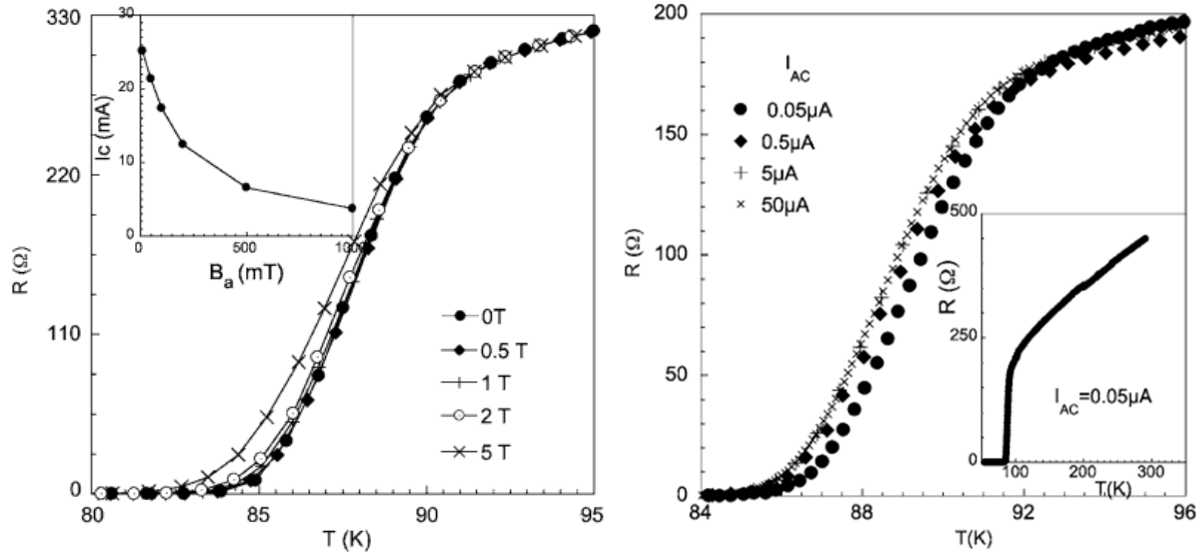 330
220
110
0
R (Ω)
80
85
90
95
T (K)
30
20
10
0
Ic (mA)
0
500
1000
Ba (mT)
0T
0.5 T
1 T
2 T
5 T
200
150
100
50
0
R (Ω)
84
88
92
96
T(K)
IAC
0.05µA
0.5µA
5µA
50µA
500
250
0
R (Ω)
100
200
300
T.(K)
IAC=0.05µA